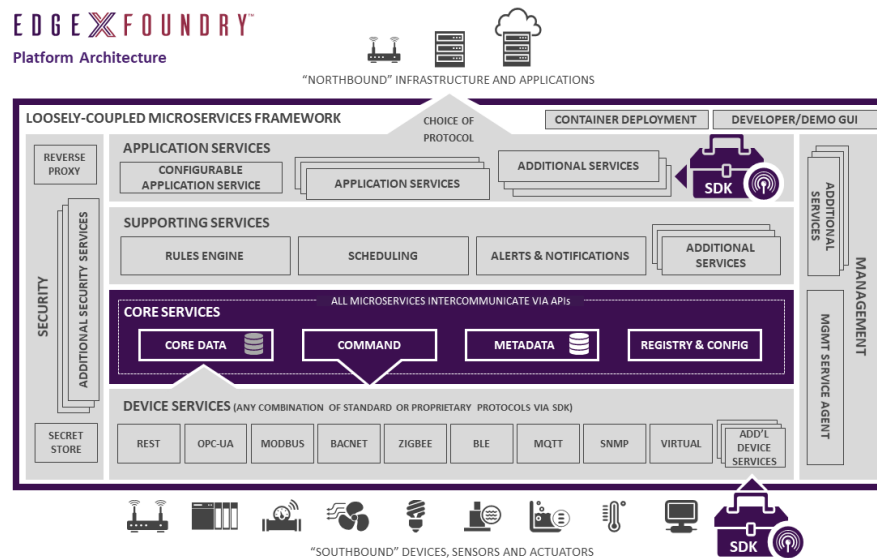 EDGE X FOUNDRY™
Platform Architecture
"NORTHBOUND" INFRASTRUCTURE AND APPLICATIONS
LOOSELY-COUPLED MICROSERVICES FRAMEWORK
CHOICE OF
PROTOCOL
CONTAINER DEPLOYMENT
DEVELOPER/DEMO GUI
REVERSE
PROXY
SECURITY
ADDITIONAL SECURITY SERVICES
SECRET
STORE
APPLICATION SERVICES
CONFIGURABLE
APPLICATION SERVICE
APPLICATION SERVICES
ADDITIONAL SERVICES
SDK
SUPPORTING SERVICES
RULES ENGINE
SCHEDULING
ALERTS & NOTIFICATIONS
ADDITIONAL
SERVICES
ALL MICROSERVICES INTERCOMMUNICATE VIA APIs
CORE SERVICES
CORE DATA
COMMAND
METADATA
REGISTRY & CONFIG
DEVICE SERVICES (ANY COMBINATION OF STANDARD OR PROPRIETARY PROTOCOLS VIA SDK)
REST
OPC-UA
MODBUS
BACNET
ZIGBEE
BLE
MQTT
SNMP
VIRTUAL
ADD'L
DEVICE
SERVICES
ADDITIONAL
SERVICES
MANAGEMENT
MGMT SERVICE AGENT
"SOUTHBOUND" DEVICES, SENSORS AND ACTUATORS
SDK